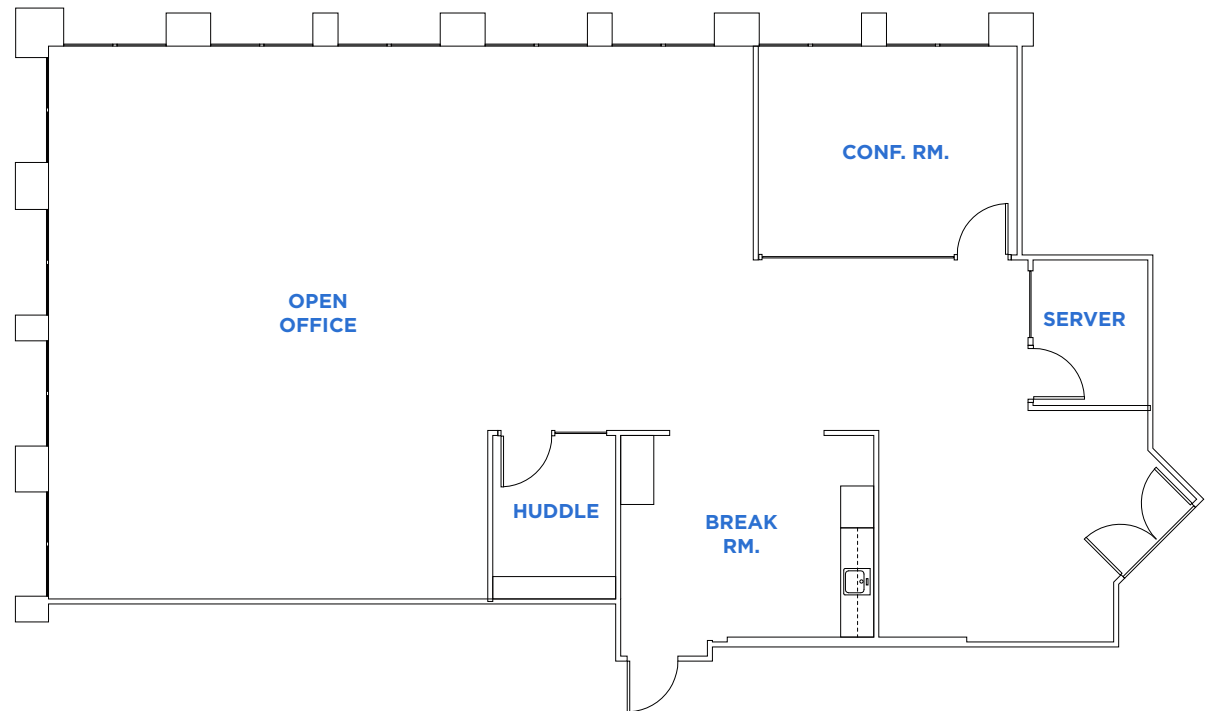 CONF. RM.
OPEN
OFFICE
SERVER
HUDDLE
BREAK
RM.